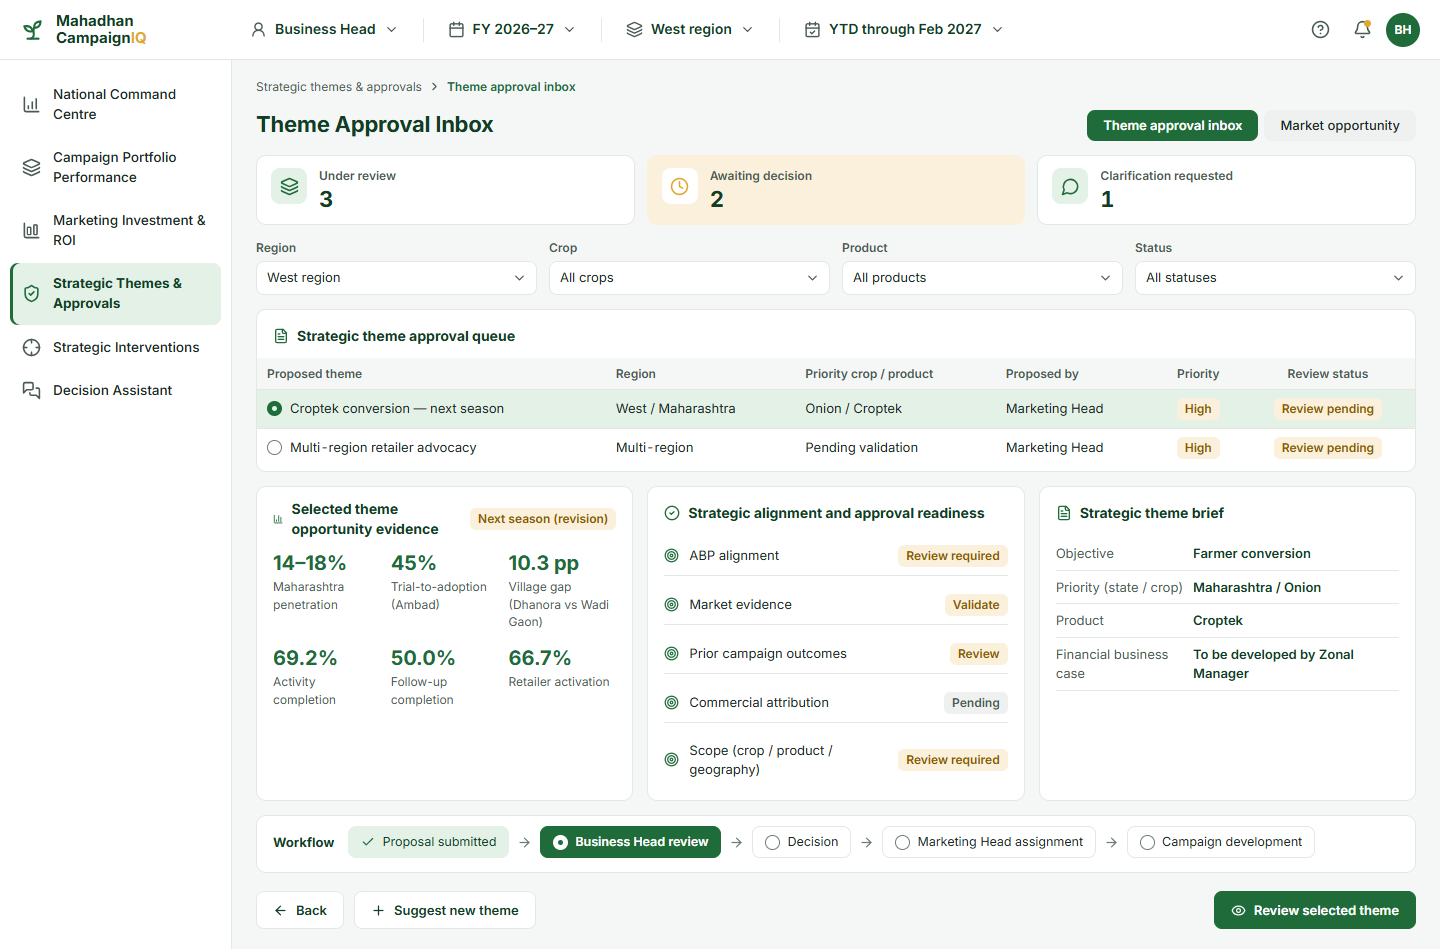 Mahadhan
CampaignIQ
Business Head
FY 2026–27
West region
YTD through Feb 2027
BH
National Command
Centre
Campaign Portfolio
Performance
Marketing Investment &
ROI
Strategic Themes &
Approvals
Strategic Interventions
Decision Assistant
Strategic themes & approvals
Theme approval inbox
Theme Approval Inbox
Theme approval inbox
Market opportunity
Under review
3
Awaiting decision
2
Clarification requested
1
Region
Crop
Product
Status
West region
All crops
All products
All statuses
Strategic theme approval queue
Proposed theme Region Priority crop / product Proposed by Priority Review status
Croptek conversion — next season West / Maharashtra Onion / Croptek Marketing Head High Review pending
Multi-region retailer advocacy Multi-region Pending validation Marketing Head High Review pending
Selected theme
opportunity evidence
Next season (revision)
14–18%
Maharashtra
penetration
45%
Trial-to-adoption
(Ambad)
10.3 pp
Village gap
(Dhanora vs Wadi
Gaon)
69.2%
Activity
completion
50.0%
Follow-up
completion
66.7%
Retailer activation
Strategic alignment and approval readiness
ABP alignment Review required
Market evidence Validate
Prior campaign outcomes Review
Commercial attribution Pending
Scope (crop / product /
geography)
Review required
Strategic theme brief
Objective Farmer conversion
Priority (state / crop) Maharashtra / Onion
Product Croptek
Financial business
case
To be developed by Zonal
Manager
Workflow
Proposal submitted
Business Head review
Decision
Marketing Head assignment
Campaign development
Back
Suggest new theme
Review selected theme